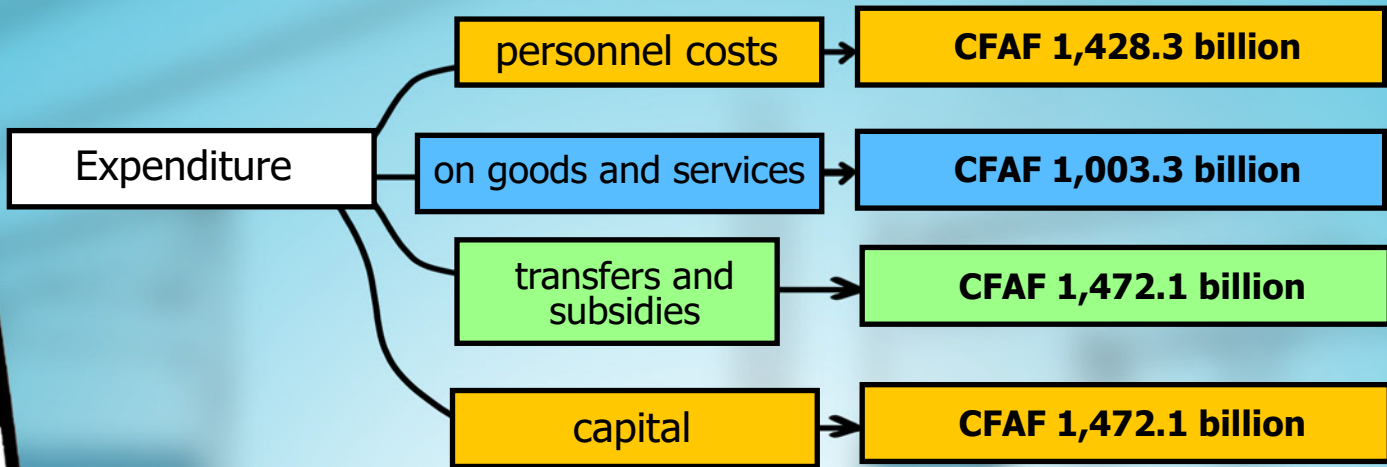 Expenditure
personnel costs
CFAF 1,428.3 billion
on goods and services
CFAF 1,003.3 billion
transfers and
subsidies
CFAF 1,472.1 billion
capital
CFAF 1,472.1 billion